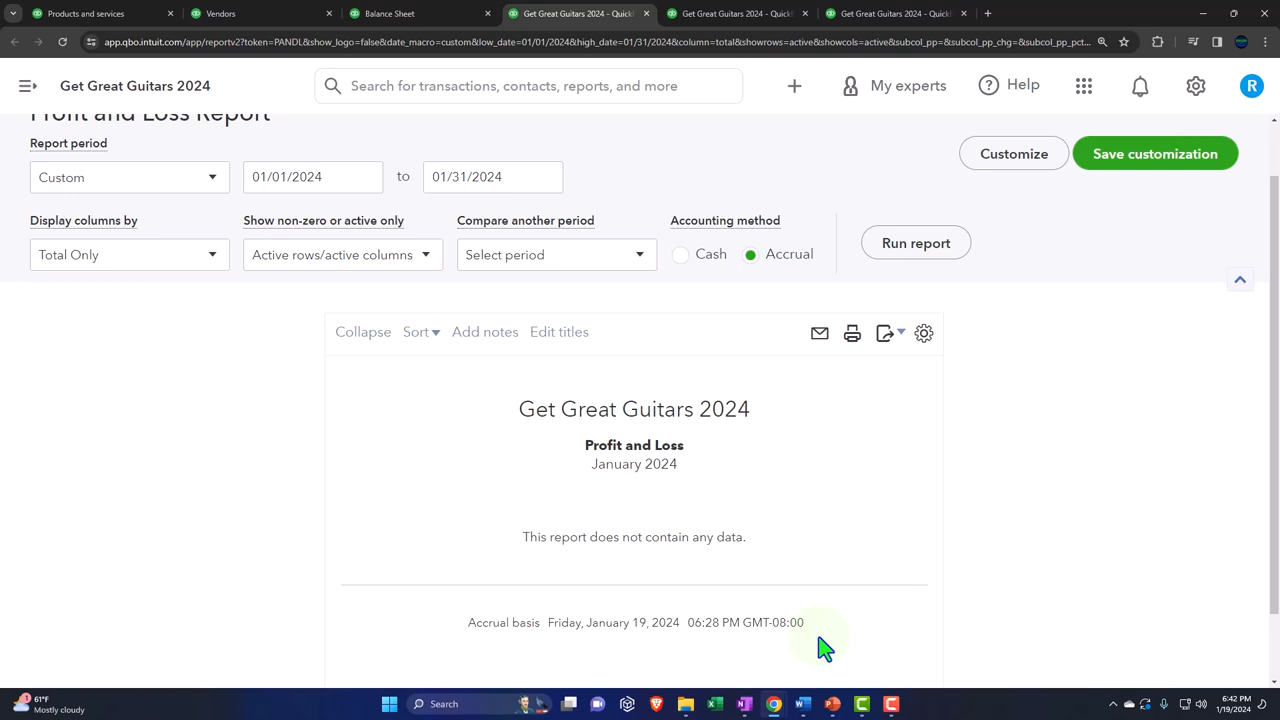 Products and services
Vendors
Balance Sheet
Get Great Guitars 2024 - Quick
Get Great Guitars 2024 - QuickB
Get Great Guitars 2024 - QuickB
app.qbo.intuit.com/app/reportv2?token=PANDL&show_logo=false&date_macro=custom&low_date=01/01/2024&high_date=01/31/2024&column=total&showrows=active&showcols=active&subcol_pp=&subcol_pp_chg=&subcol_pp_pct...
Get Great Guitars 2024
Search for transactions, contacts, reports, and more
My experts
Help
R
Profit and Loss Report
Report period
Custom
01/01/2024
to
01/31/2024
Customize
Save customization
Display columns by
Show non-zero or active only
Compare another period
Accounting method
Total Only
Active rows/active columns
Select period
Cash
Accrual
Run report
Collapse
Sort
Add notes
Edit titles
Get Great Guitars 2024
Profit and Loss
January 2024
This report does not contain any data.
Accrual basis Friday, January 19, 2024 06:28 PM GMT-08:00
61°F
Mostly cloudy
Search
6:42 PM
1/19/2024